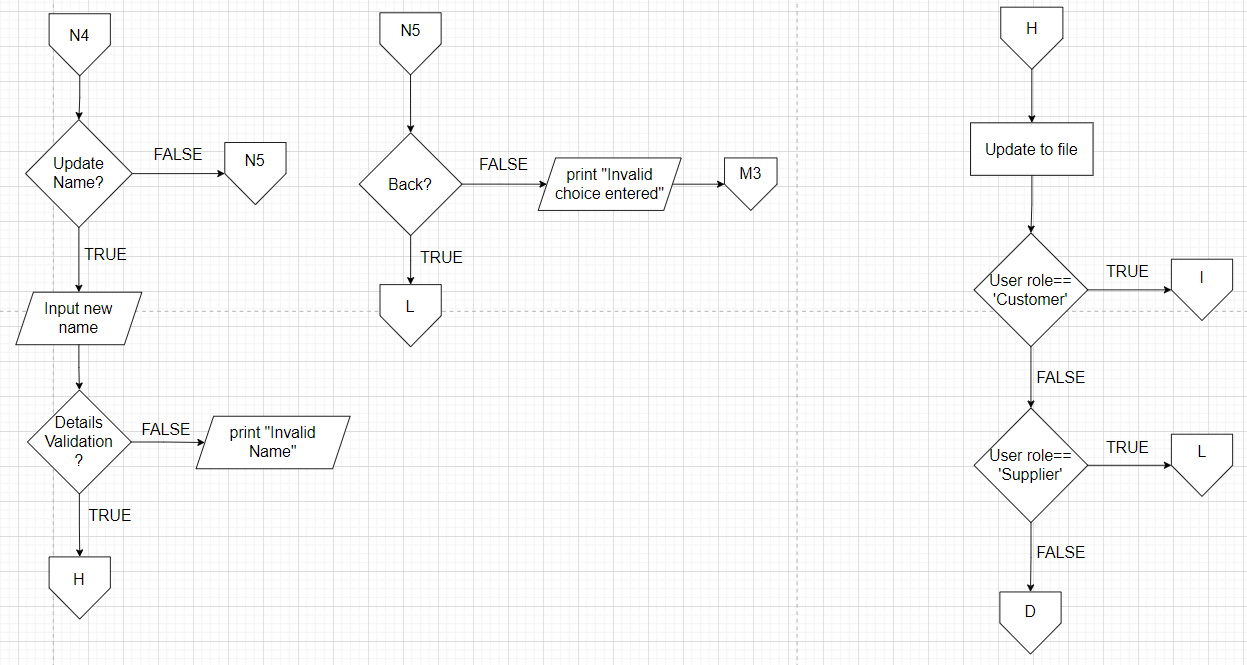 N4
Update
Name?
FALSE
N5
TRUE
Input new
name
Details
Validation
?
FALSE
print "Invalid
Name"
TRUE
H
N5
Back?
FALSE
print "Invalid
choice entered"
M3
TRUE
L
H
Update to file
User role==
'Customer'
TRUE
I
FALSE
User role==
'Supplier'
TRUE
L
FALSE
D